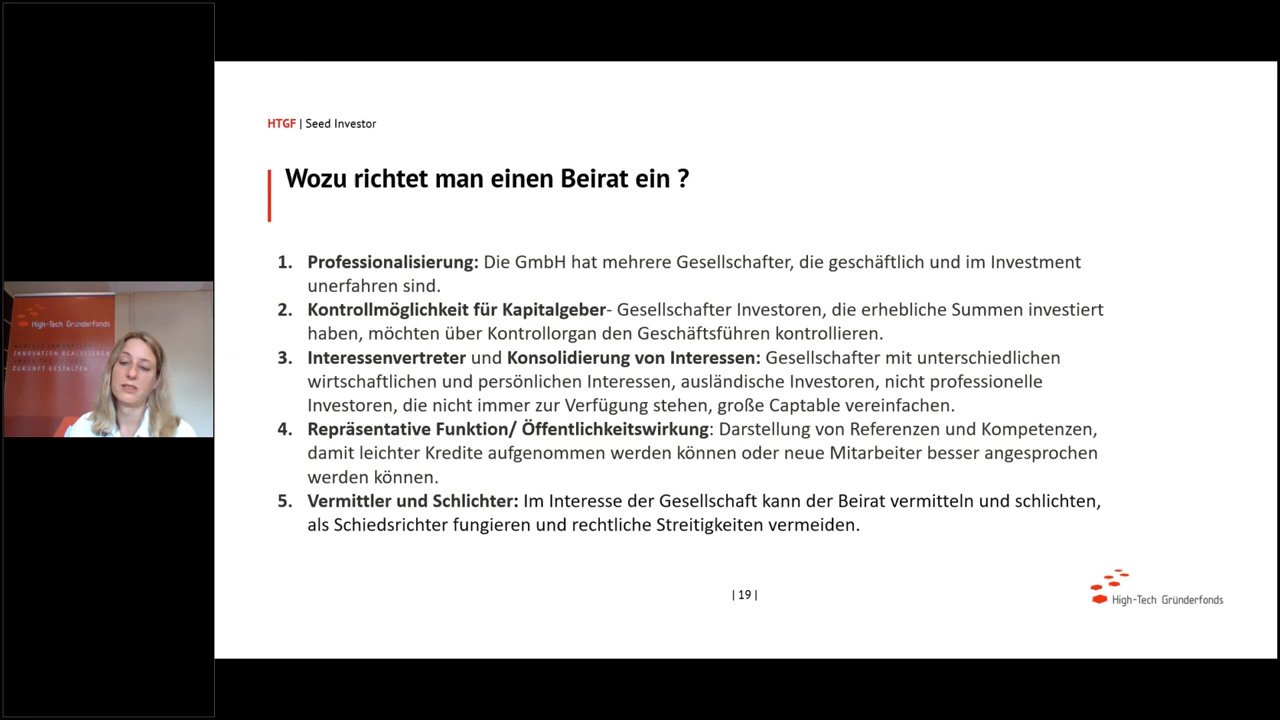 HTGF | Seed Investor
Wozu richtet man einen Beirat ein ?
1. Professionalisierung: Die GmbH hat mehrere Gesellschafter, die geschäftlich und im Investment
unerfahren sind.
2. Kontrollmöglichkeit für Kapitalgeber- Gesellschafter Investoren, die erhebliche Summen investiert
haben, möchten über Kontrollorgan den Geschäftsführen kontrollieren.
3. Interessenvertreter und Konsolidierung von Interessen: Gesellschafter mit unterschiedlichen
wirtschaftlichen und persönlichen Interessen, ausländische Investoren, nicht professionelle
Investoren, die nicht immer zur Verfügung stehen, große Captable vereinfachen.
4. Repräsentative Funktion/ Öffentlichkeitswirkung: Darstellung von Referenzen und Kompetenzen,
damit leichter Kredite aufgenommen werden können oder neue Mitarbeiter besser angesprochen
werden können.
5. Vermittler und Schlichter: Im Interesse der Gesellschaft kann der Beirat vermitteln und schlichten,
als Schiedsrichter fungieren und rechtliche Streitigkeiten vermeiden.
| 19 |
High-Tech Gründerfonds
High-Tech Gründerfonds
INNOVATION REALISIEREN
ZUKUNFT GESTALTEN